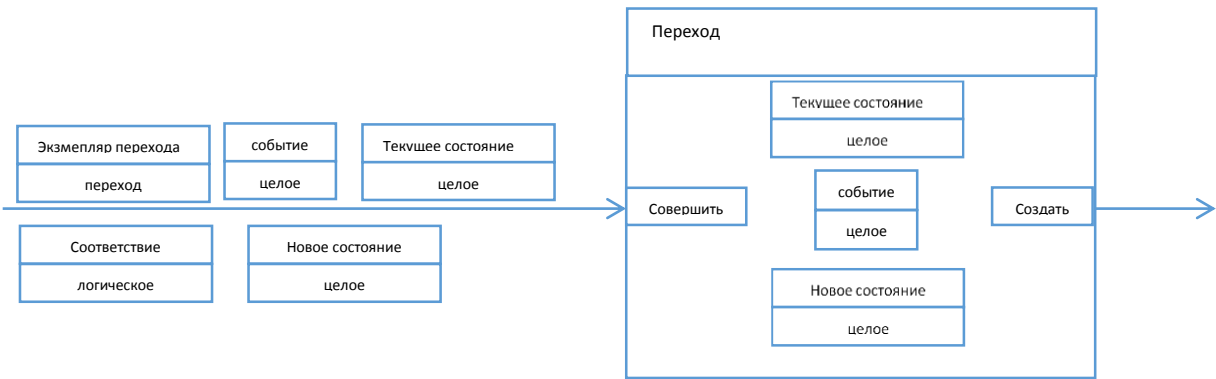 Переход
Экзмепляр перехода
переход
событие
целое
Текущее состояние
целое
Соответствие
логическое
Новое состояние
целое
Совершить
Текущее состояние
целое
событие
целое
Новое состояние
целое
Создать